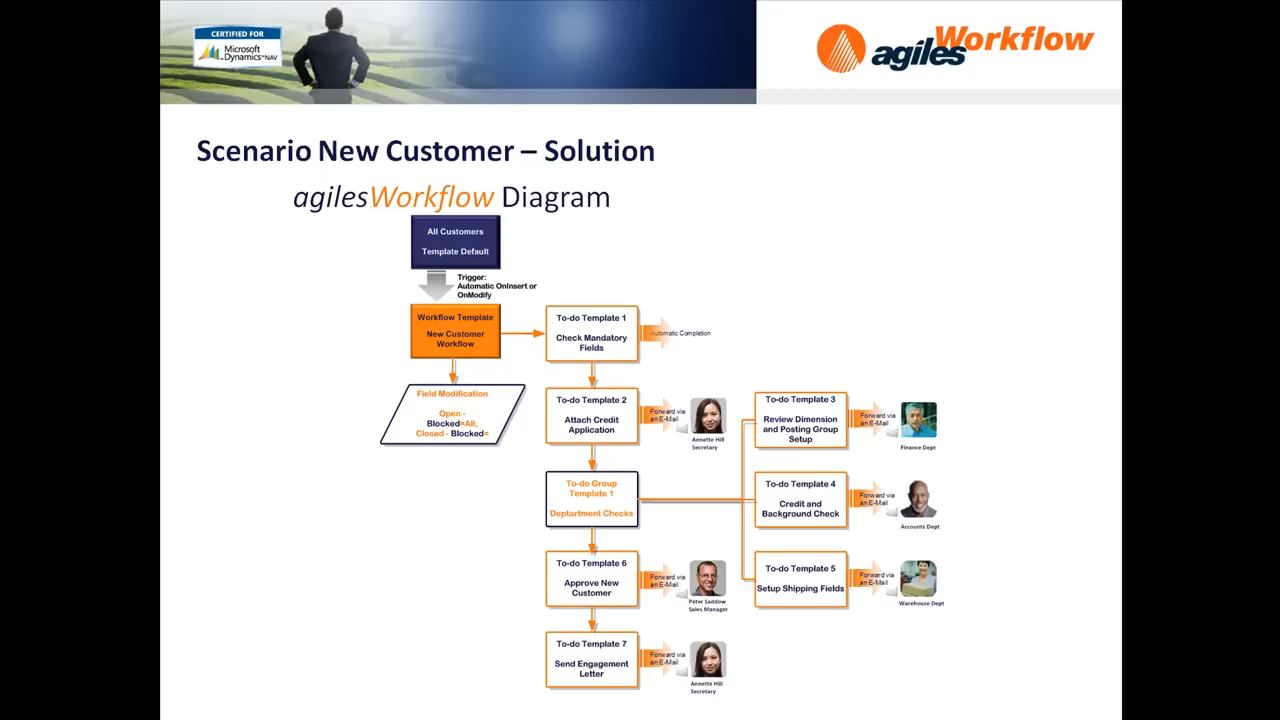 CERTIFIED FOR
Microsoft
Dynamics™ NAV
agilesWorkflow
Scenario New Customer – Solution
agilesWorkflow Diagram
All Customers
Template Default
Trigger:
Automatic OnInsert or
OnModify
Workflow Template
New Customer
Workflow
Field Modification
Open -
Blocked=All,
Closed - Blocked=
To-do Template 1
Check Mandatory
Fields
Automatic Completion
To-do Template 2
Attach Credit
Application
Forward via
an E-Mail
Annette Hill
Secretary
To-do Group
Template 1
Deptartment Checks
To-do Template 3
Review Dimension
and Posting Group
Setup
Forward via
an E-Mail
Finance Dept
To-do Template 4
Credit and
Background Check
Forward via
an E-Mail
Accounts Dept
To-do Template 5
Setup Shipping Fields
Forward via
an E-Mail
Warehouse Dept
To-do Template 6
Approve New
Customer
Forward via
an E-Mail
Peter Saddow
Sales Manager
To-do Template 7
Send Engagement
Letter
Forward via
an E-Mail
Annette Hill
Secretary